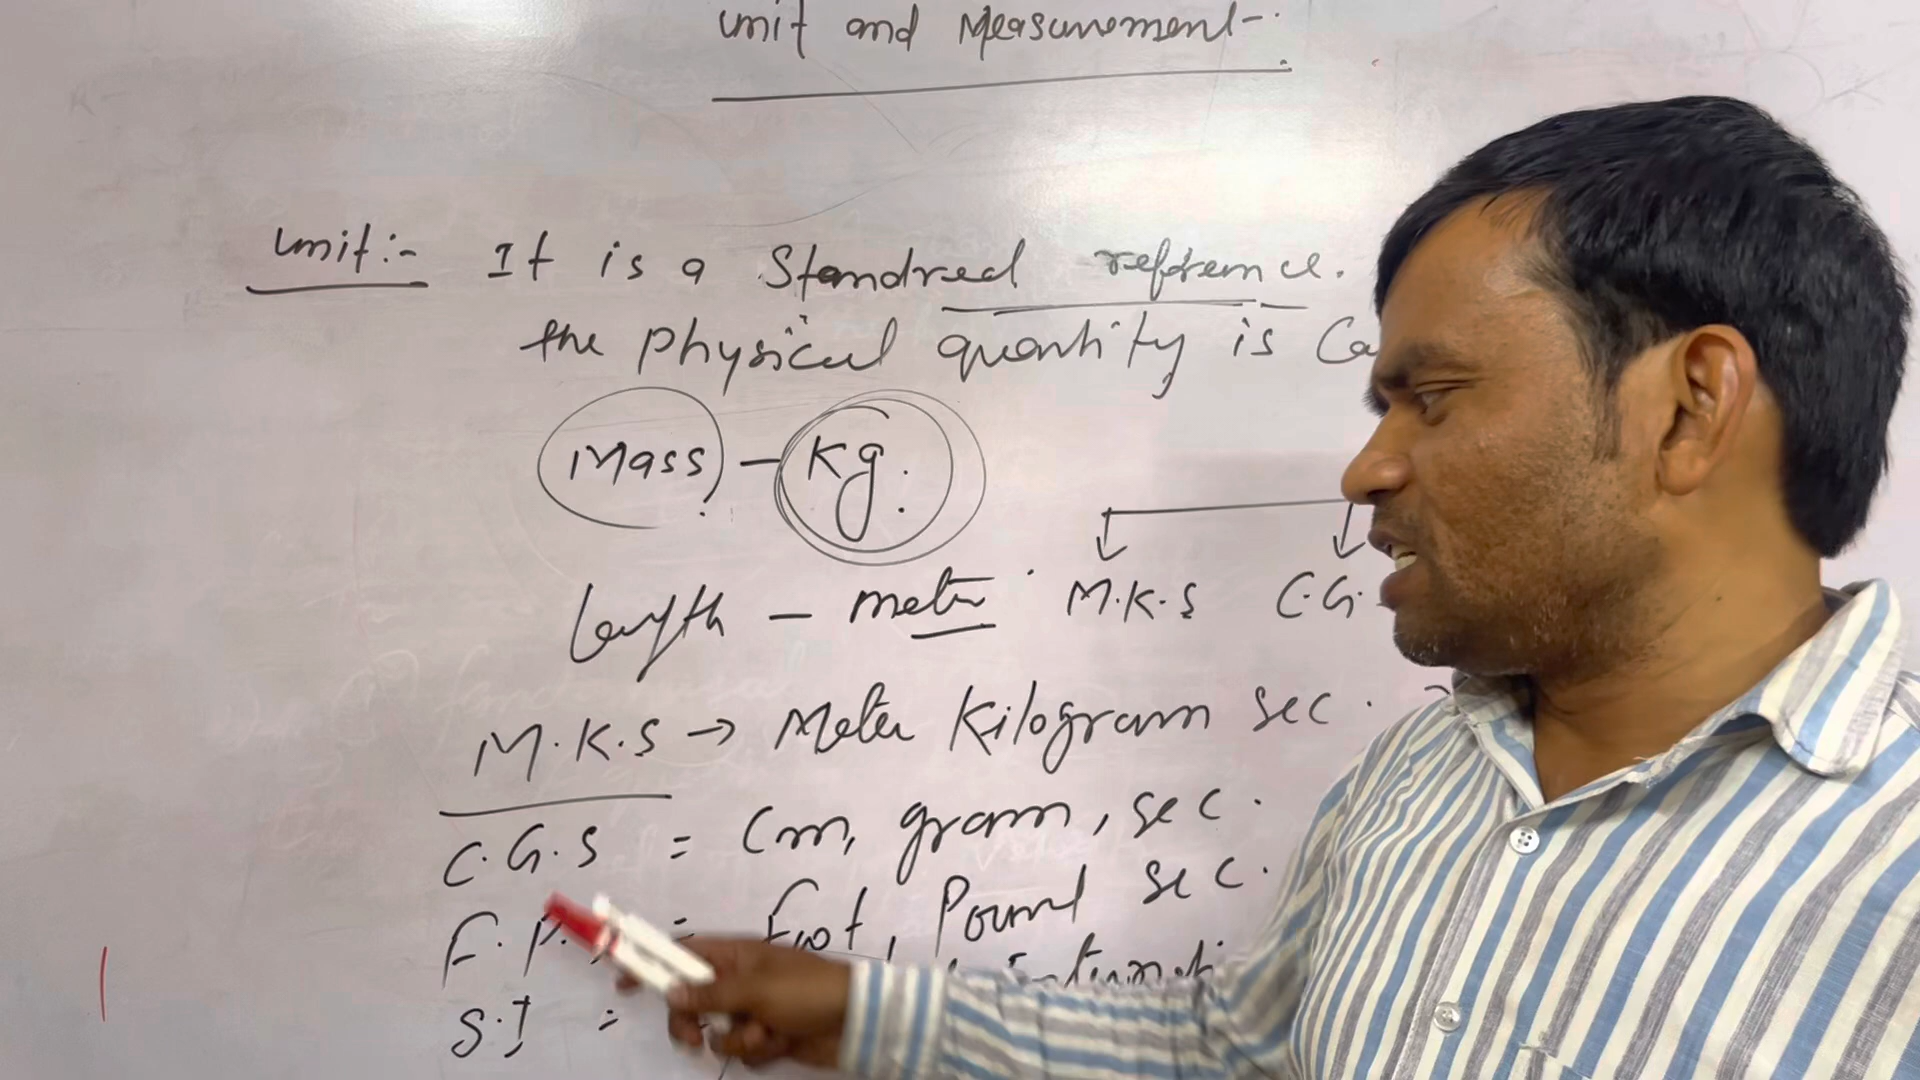 Unit and Measurement-
Unit:- It is a Standred reference.
the physical quantity is Ca
Mass - Kg.
M.K.S C.G.
length - meter
M.K.S → Meter Kilogram sec.
C.G.S = Cm, gram, sec.
F.P. = Foot, Pound sec.
S.I =